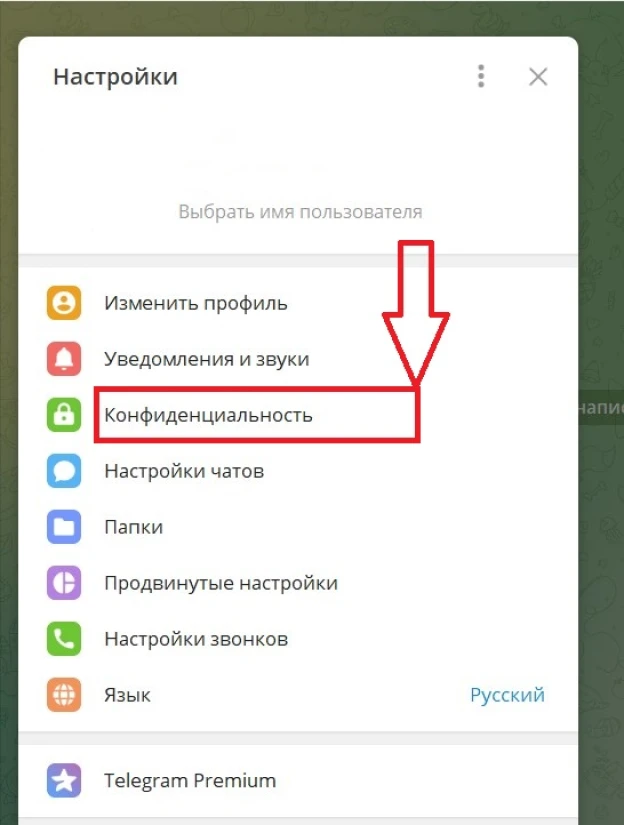 Настройки
Выбрать имя пользователя
Изменить профиль
Уведомления и звуки
Конфиденциальность
Настройки чатов
Папки
Продвинутые настройки
Настройки звонков
Язык
Русский
Telegram Premium